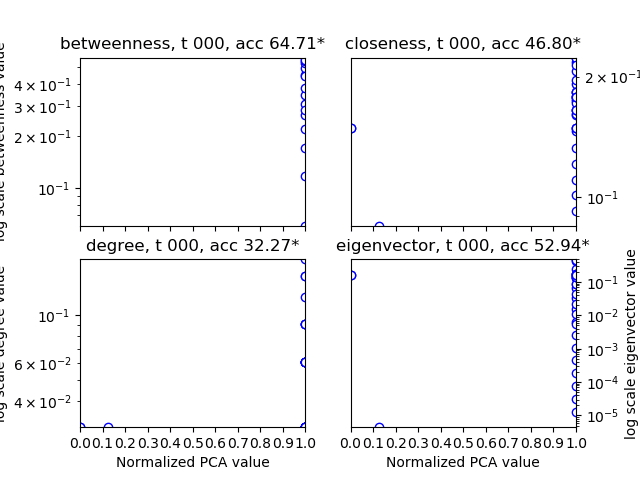 betweenness, t 000, acc 64.71*
closeness, t 000, acc 46.80*
log scale betweenness value
4 × 10⁻¹
3 × 10⁻¹
2 × 10⁻¹
10⁻¹
2 × 10⁻¹
10⁻¹
degree, t 000, acc 32.27*
eigenvector, t 000, acc 52.94*
log scale degree value
10⁻¹
6 × 10⁻²
4 × 10⁻²
10⁻¹
10⁻²
10⁻³
10⁻⁴
10⁻⁵
log scale eigenvector value
0.0 0.1 0.2 0.3 0.4 0.5 0.6 0.7 0.8 0.9 1.0
0.0 0.1 0.2 0.3 0.4 0.5 0.6 0.7 0.8 0.9 1.0
Normalized PCA value
Normalized PCA value